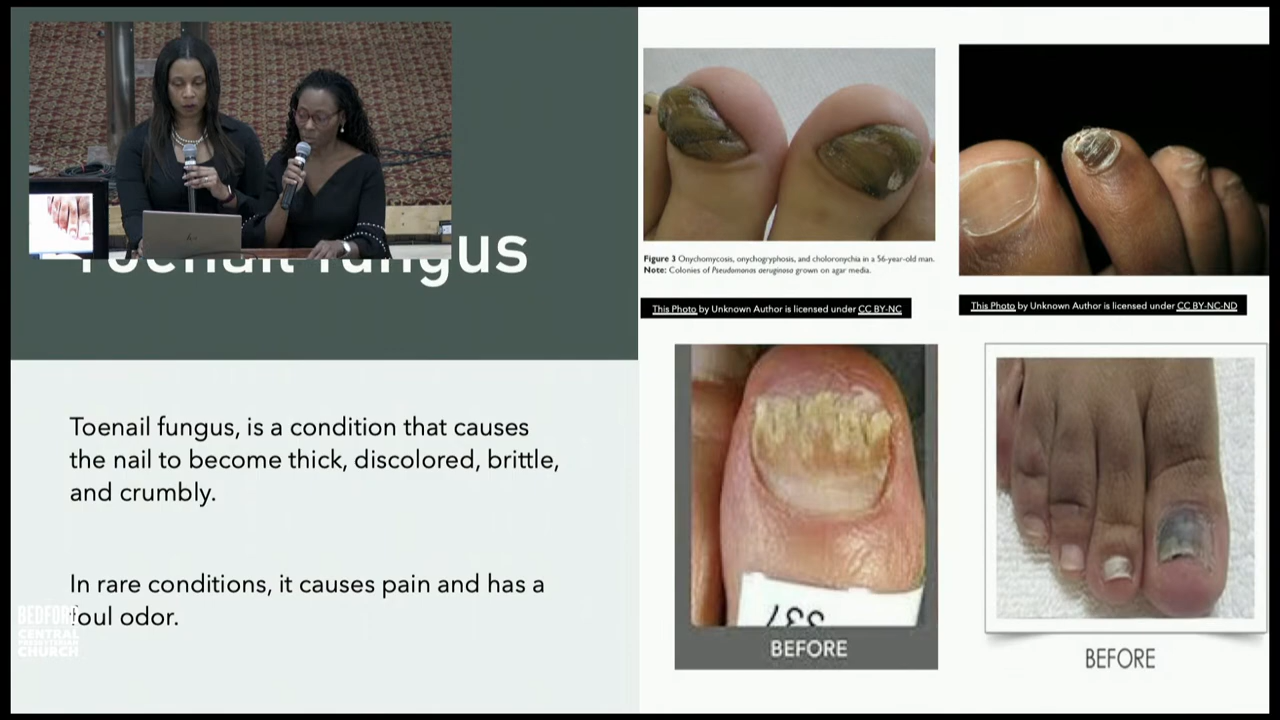 Toenail fungus
Toenail fungus, is a condition that causes
the nail to become thick, discolored, brittle,
and crumbly.
In rare conditions, it causes pain and has a
foul odor.
BEDFORD
CENTRAL
PRESBYTERIAN
CHURCH
Figure 3 Onychomycosis, onychogryphosis, and choloronychia in a 56-year-old man.
Note: Colonies of Pseudomonas aeruginosa grown on agar media.
This Photo by Unknown Author is licensed under CC BY-NC
This Photo by Unknown Author is licensed under CC BY-NC-ND
BEFORE
BEFORE